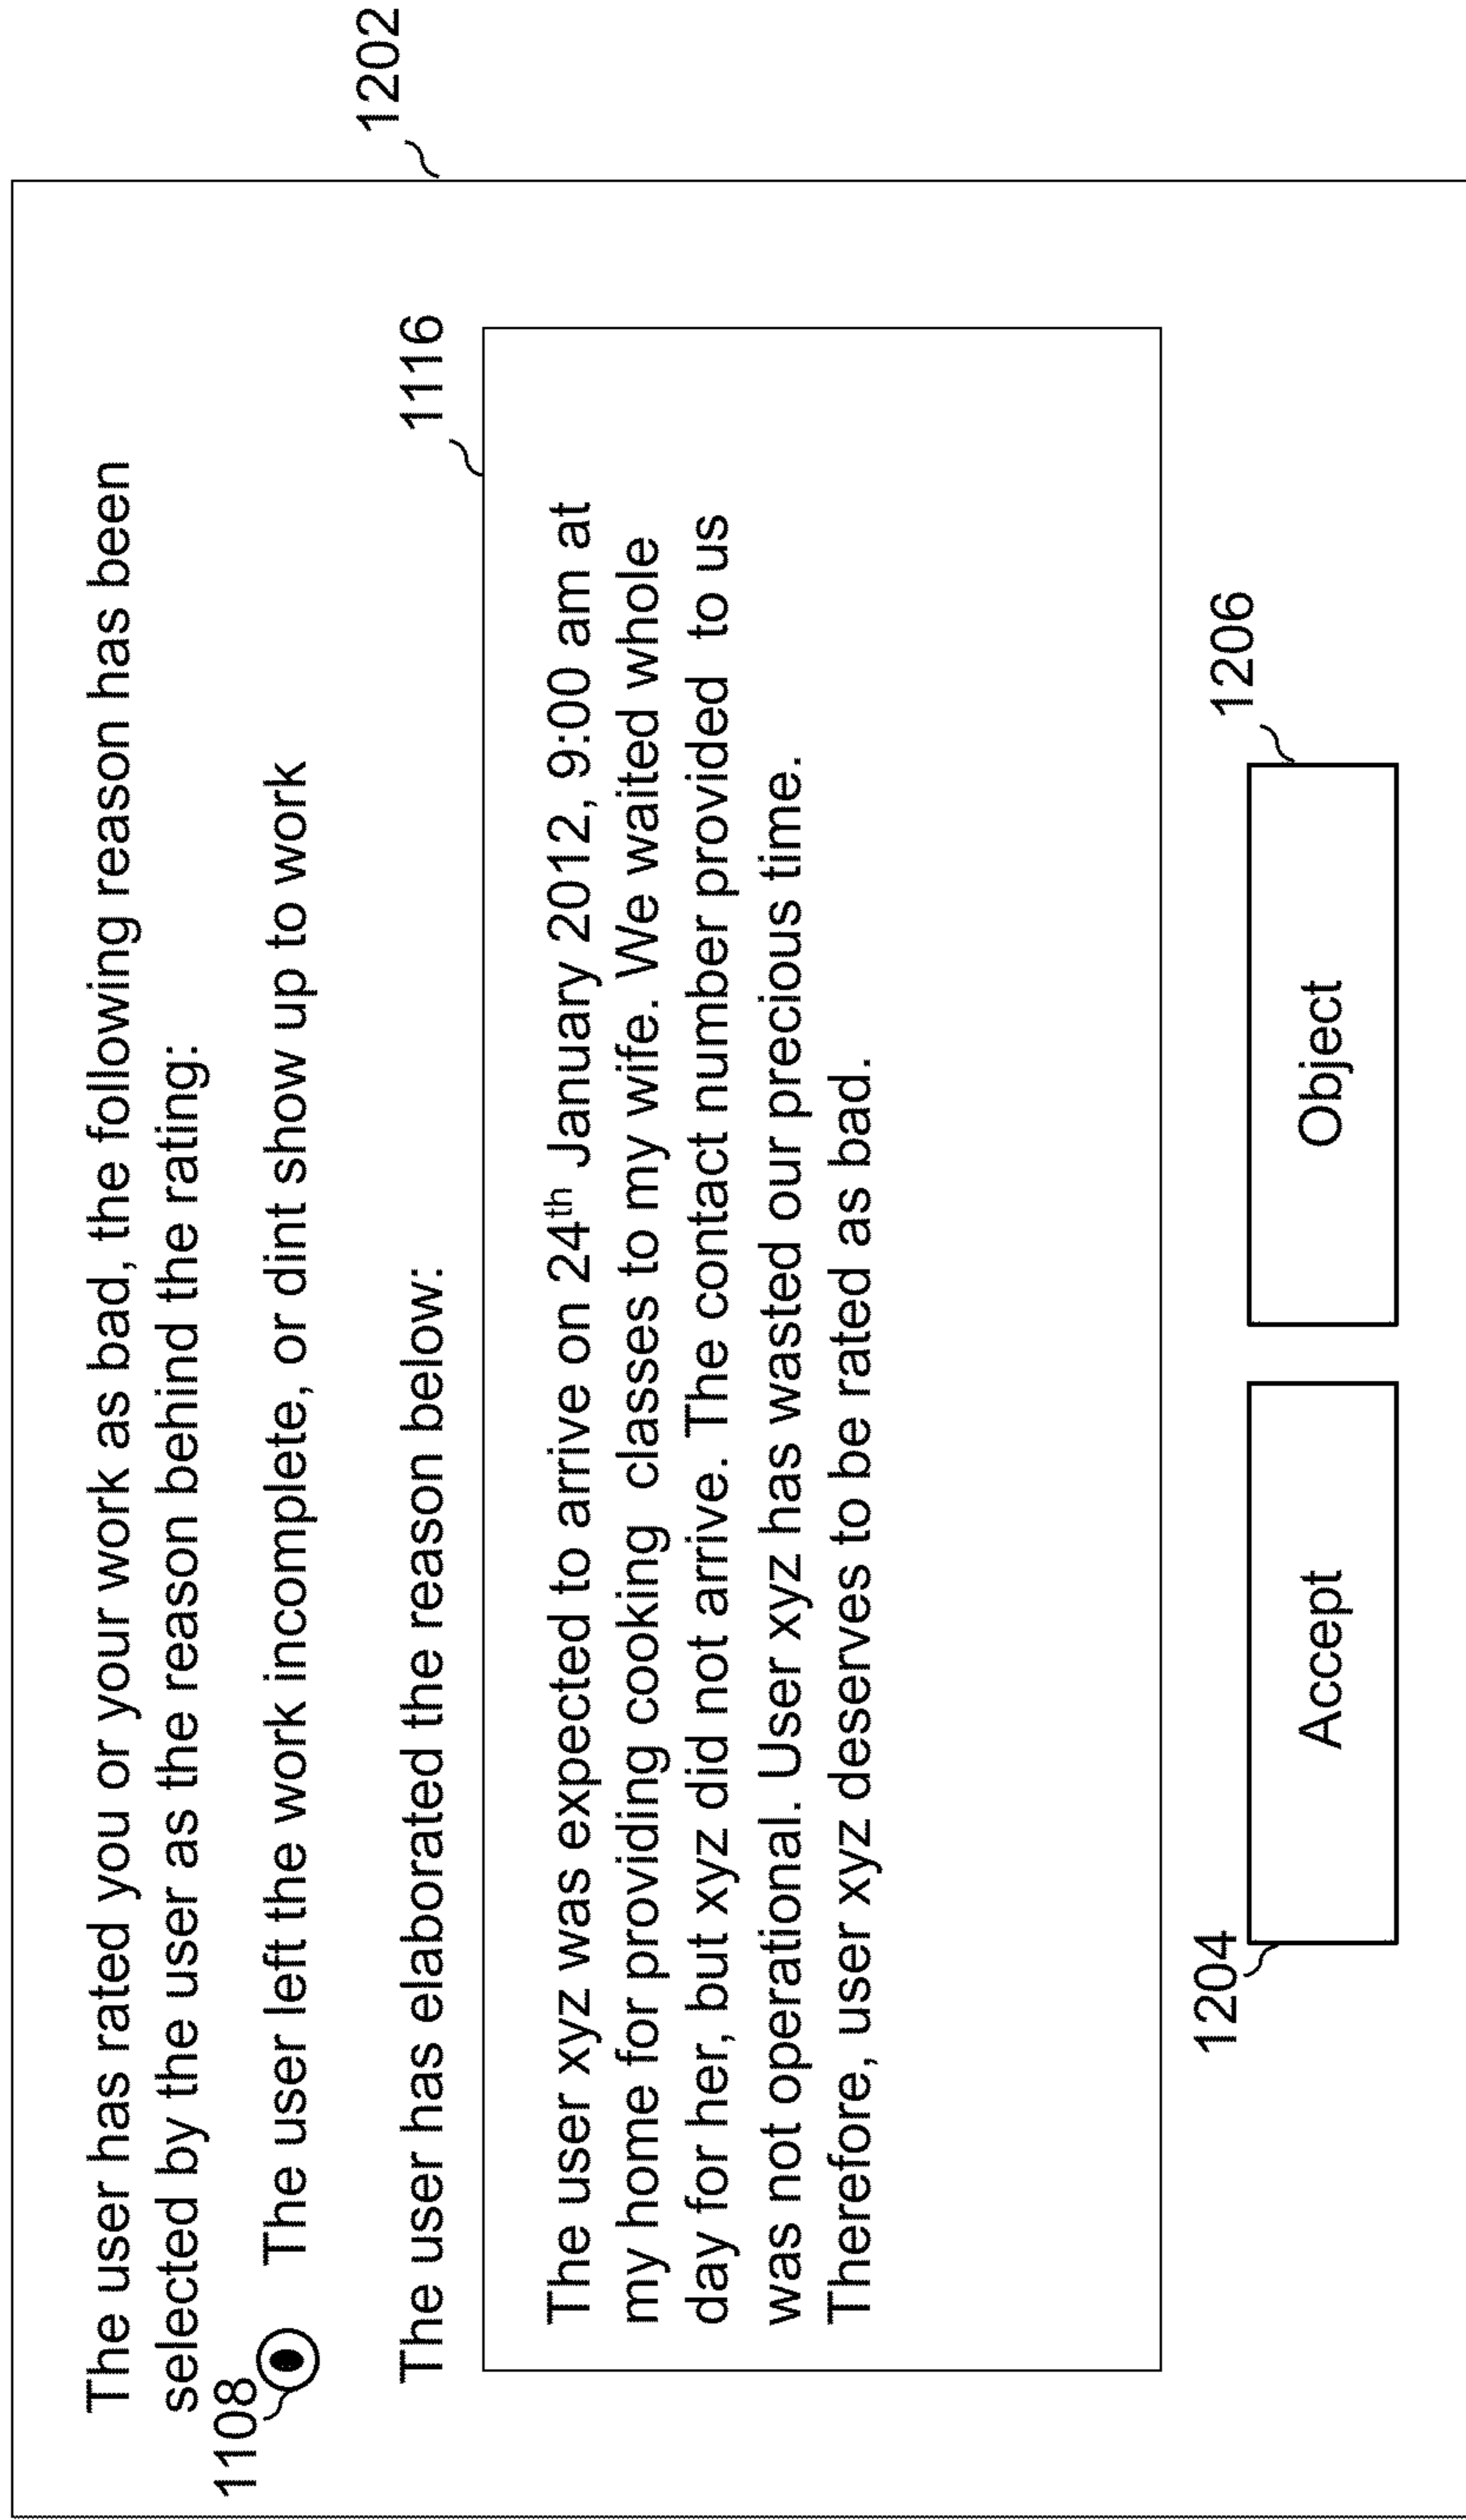 1202
The user has rated you or your work as bad, the following reason has been
selected by the user as the reason behind the rating:
1108
The user left the work incomplete, or dint show up to work
The user has elaborated the reason below:
1116
The user xyz was expected to arrive on 24th January 2012, 9:00 am at
my home for providing cooking classes to my wife. We waited whole
day for her, but xyz did not arrive. The contact number provided to us
was not operational. User xyz has wasted our precious time.
Therefore, user xyz deserves to be rated as bad.
1204
Accept
1206
Object